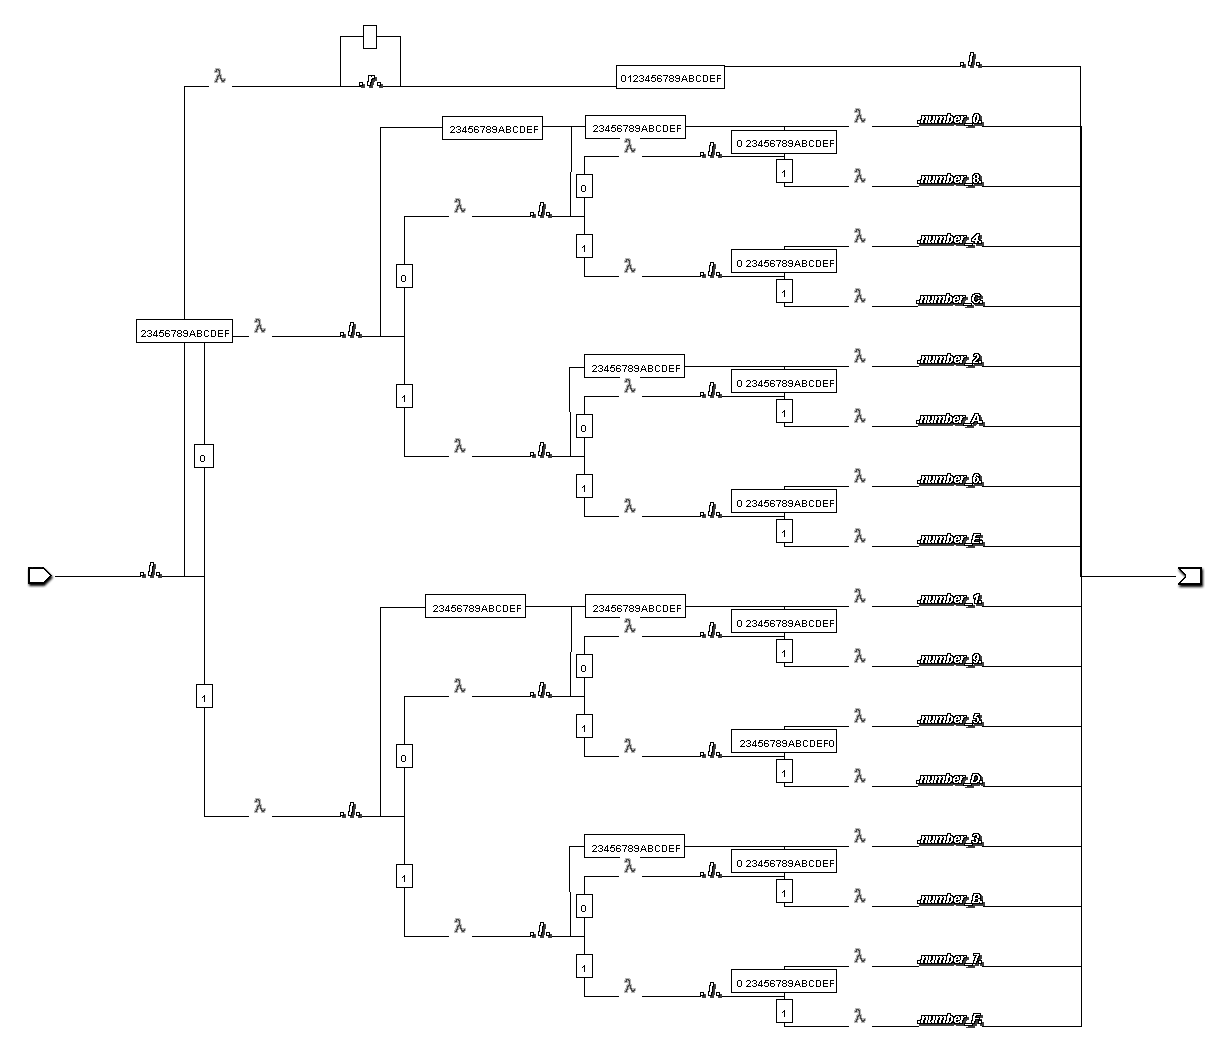 λ
0123456789ABCDEF
23456789ABCDEF
23456789ABCDEF
λ
.number_0.
λ
0 23456789ABCDEF
1
λ
.number_8.
0
λ
1
λ
0 23456789ABCDEF
λ
.number_4.
1
λ
.number_C.
0
23456789ABCDEF
λ
1
23456789ABCDEF
λ
.number_2.
λ
0 23456789ABCDEF
1
λ
.number_A.
0
0
λ
1
λ
0 23456789ABCDEF
λ
.number_6.
1
λ
.number_E.
23456789ABCDEF
23456789ABCDEF
λ
.number_1.
λ
0 23456789ABCDEF
1
λ
.number_9.
0
1
λ
1
λ
23456789ABCDEF0
λ
.number_5.
0
1
λ
.number_D.
λ
1
23456789ABCDEF
λ
.number_3.
λ
0 23456789ABCDEF
1
λ
.number_B.
0
λ
1
λ
0 23456789ABCDEF
λ
.number_7.
1
λ
.number_F.